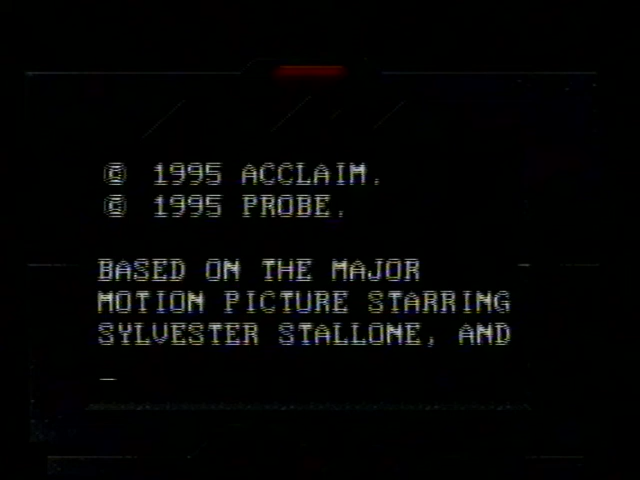 © 1995 ACCLAIM.
© 1995 PROBE.
BASED ON THE MAJOR
MOTION PICTURE STARRING
SYLVESTER STALLONE, AND